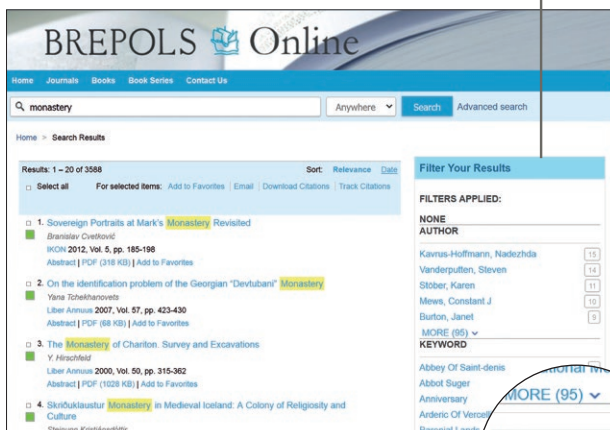 BREPOLS Online
Home Journals Books Book Series Contact Us
monastery Anywhere Search Advanced search
Home > Search Results
Results: 1 – 20 of 3588 Sort: Relevance Date
Select all For selected items: Add to Favorites | Email | Download Citations | Track Citations
1. Sovereign Portraits at Mark's Monastery Revisited
Branislav Cvetković
IKON 2012, Vol. 5, pp. 185-198
Abstract | PDF (318 KB) | Add to Favorites
2. On the identification problem of the Georgian "Devtubani" Monastery
Yana Tchekhanovets
Liber Annuus 2007, Vol. 57, pp. 423-430
Abstract | PDF (68 KB) | Add to Favorites
3. The Monastery of Chariton. Survey and Excavations
Y. Hirschfeld
Liber Annuus 2000, Vol. 50, pp. 315-362
Abstract | PDF (1028 KB) | Add to Favorites
4. Skriðuklaustur Monastery in Medieval Iceland: A Colony of Religiosity and
Culture
Filter Your Results
FILTERS APPLIED:
NONE
AUTHOR
Kavrus-Hoffmann, Nadezhda 15
Vanderputten, Steven 14
Stöber, Karen 11
Mews, Constant J 10
Burton, Janet 9
MORE (95)
KEYWORD
Abbey Of Saint-denis
Abbot Suger
Anniversary
Arderic Of
MORE (95)